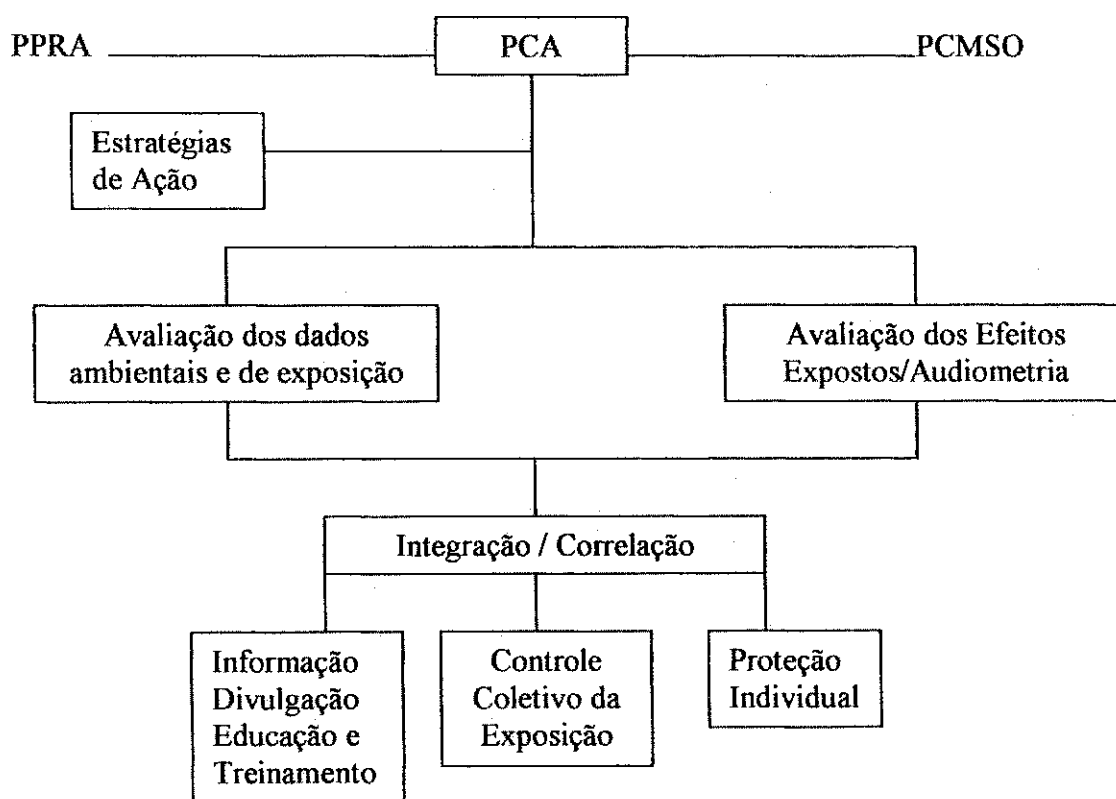 PPRA
PCA
PCMSO
Estratégias
de Ação
Avaliação dos dados
ambientais e de exposição
Avaliação dos Efeitos
Expostos/Audiometria
Integração / Correlação
Informação
Divulgação
Educação e
Treinamento
Controle
Coletivo da
Exposição
Proteção
Individual